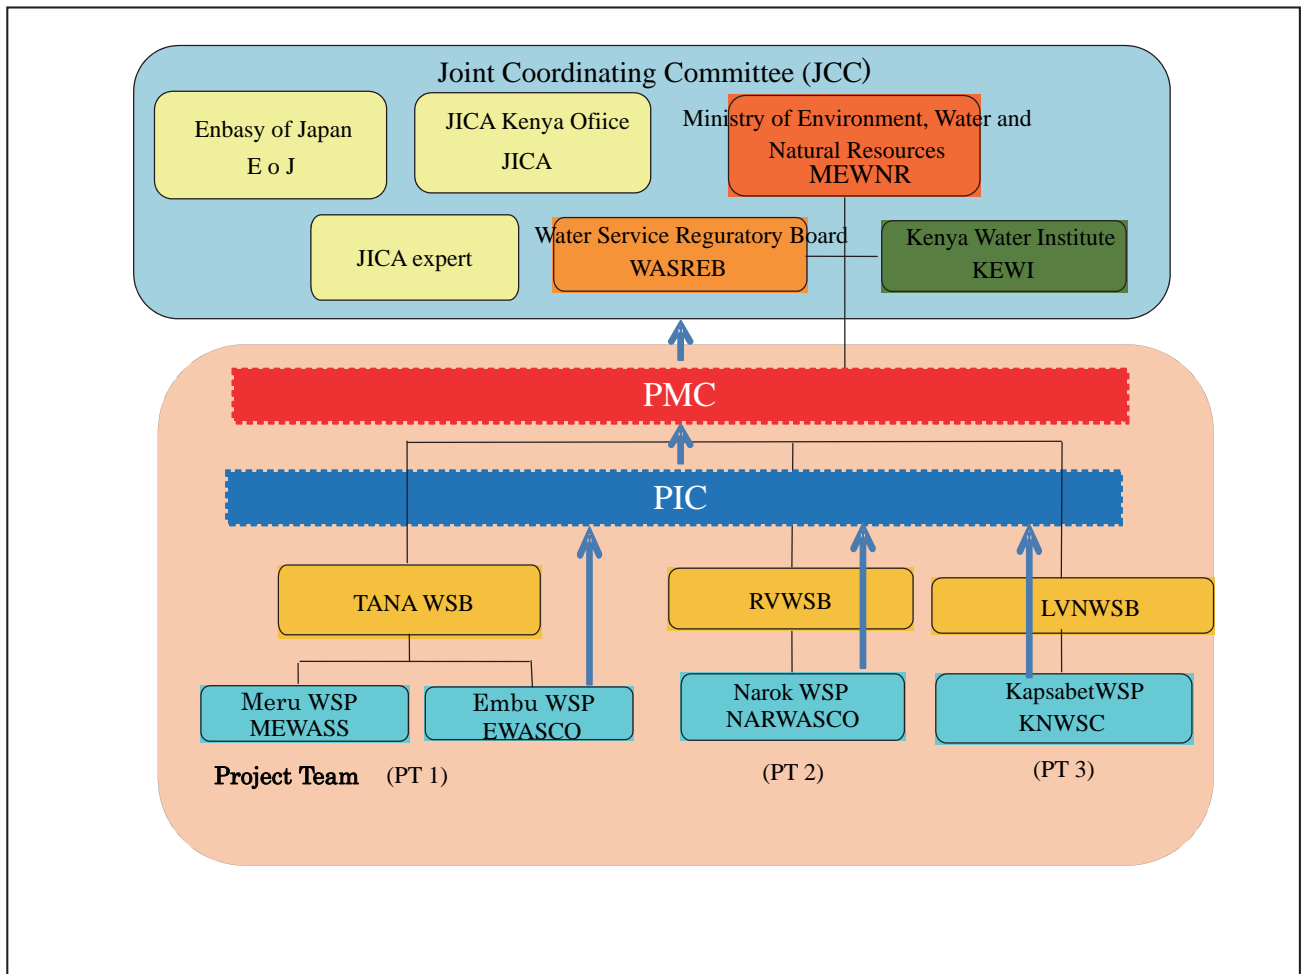 Joint Coordinating Committee (JCC)
Enbasy of Japan
E o J
JICA Kenya Ofiice
JICA
Ministry of Environment, Water and
Natural Resources
MEWNR
JICA expert
Water Service Reguratory Board
WASREB
Kenya Water Institute
KEWI
PMC
PIC
TANA WSB
RVWSB
LVNWSB
Meru WSP
MEWASS
Embu WSP
EWASCO
Narok WSP
NARWASCO
KapsabetWSP
KNWSC
Project Team (PT 1)
(PT 2)
(PT 3)